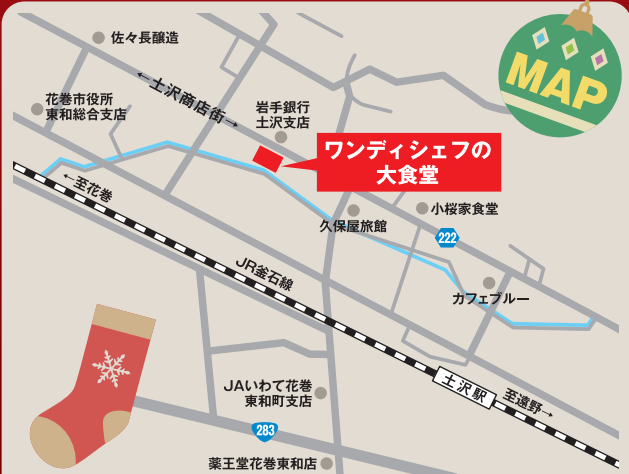 MAP
佐々長醸造
←土沢商店街→
花巻市役所
東和総合支店
岩手銀行
土沢支店
ワンディシェフの
大食堂
←至花巻
久保屋旅館
小桜家食堂
222
JR釜石線
カフェブルー
土沢駅
至遠野→
JAいわて花巻
東和町支店
283
薬王堂花巻東和店